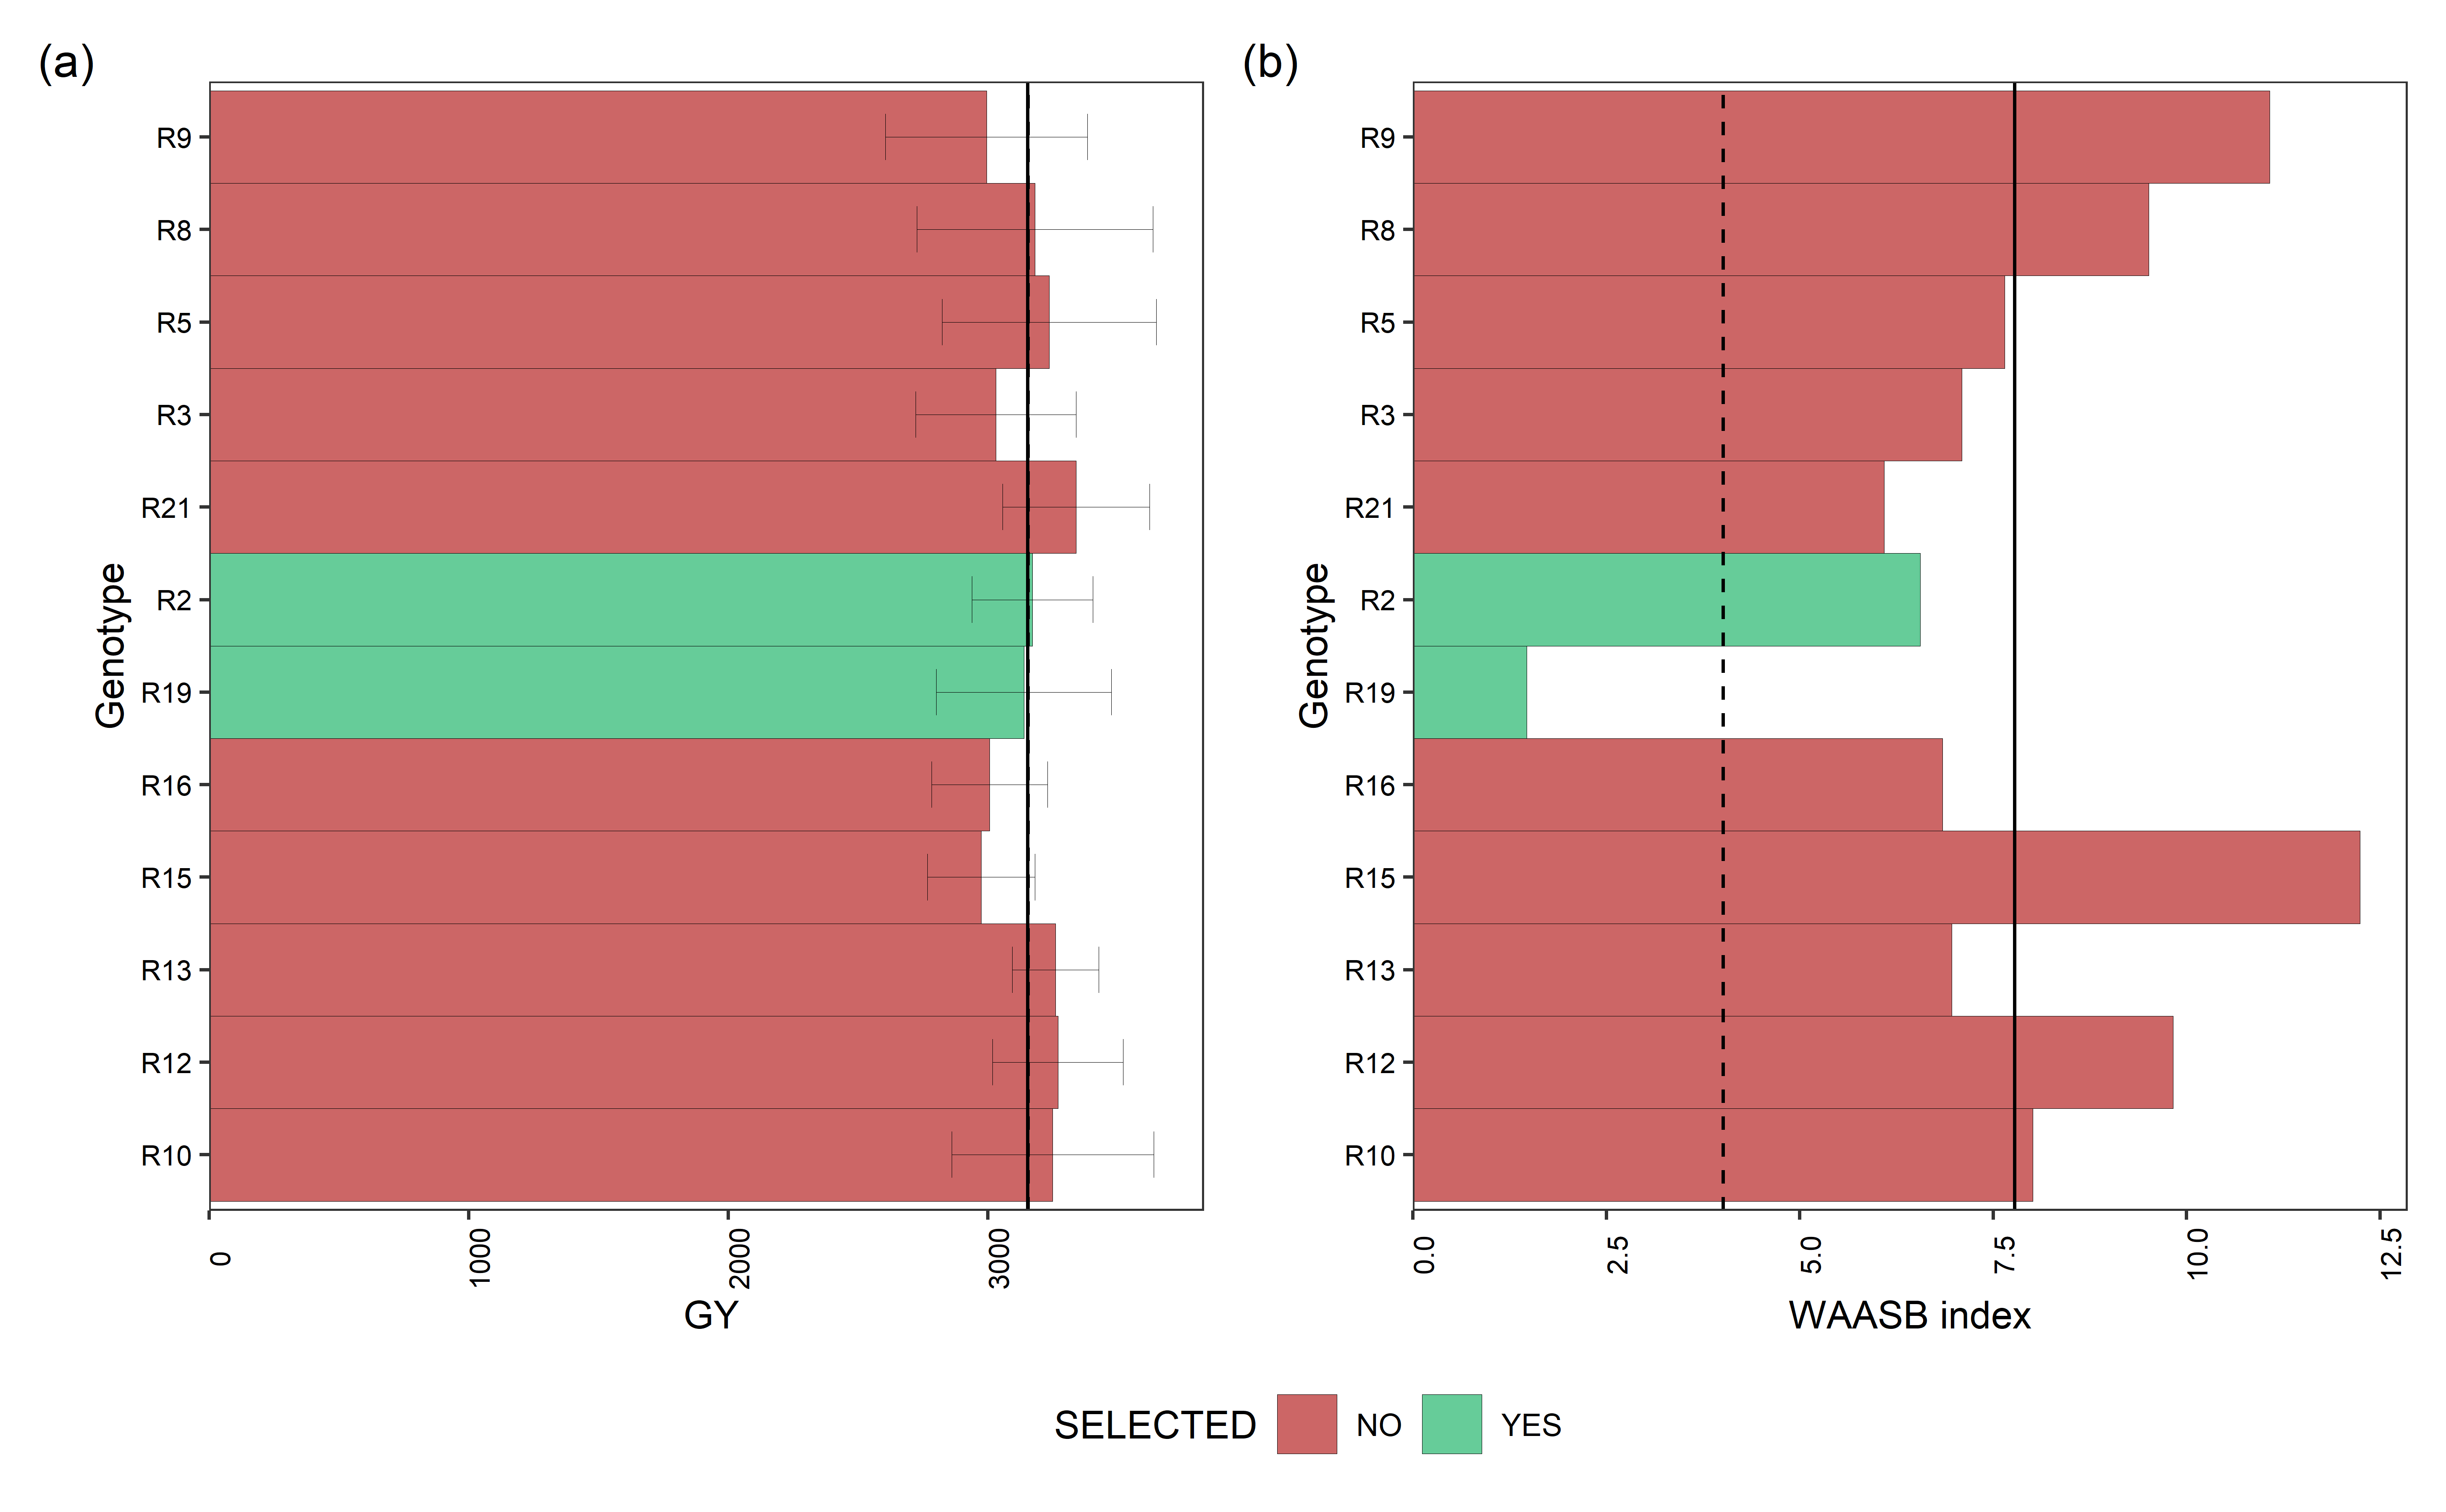 (a)
R9
R8
R5
R3
R21
R2
R19
R16
R15
R13
R12
R10
Genotype
0
1000
2000
3000
GY
(b)
R9
R8
R5
R3
R21
R2
R19
R16
R15
R13
R12
R10
Genotype
0.0
2.5
5.0
7.5
10.0
12.5
WAASB index
SELECTED NO YES